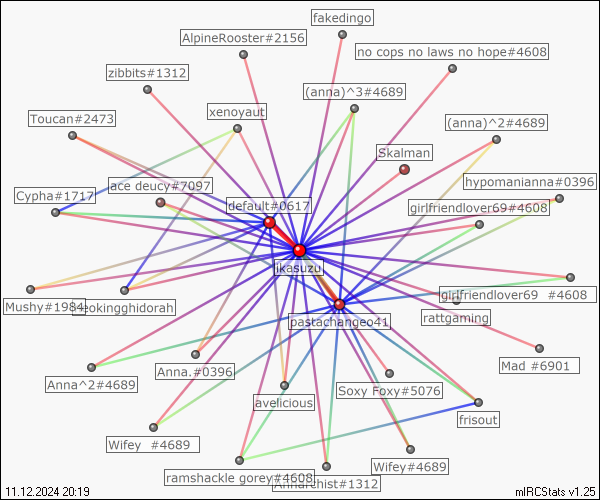 fakedingo
AlpineRooster#2156
no cops no laws no hope#4608
zibbits#1312
(anna)^3#4689
xenoyaut
Toucan#2473
(anna)^2#4689
Skalman
ace deucy#7097
hypomanianna#0396
Cypha#1717
default#0617
girlfriendlover69#4608
likasuzu
girlfriendlover69 #4608
Mushy#1984
eokingghidorah
rattgaming
pastachangeo41
Mad #6901
Anna.#0396
Anna^2#4689
Soxy Foxy#5076
avelicious
frisout
Wifey #4689
Wifey#4689
ramshackle gorey#4608
Annarchist#1312
11.12.2024 20:19
mIRCStats v1.25